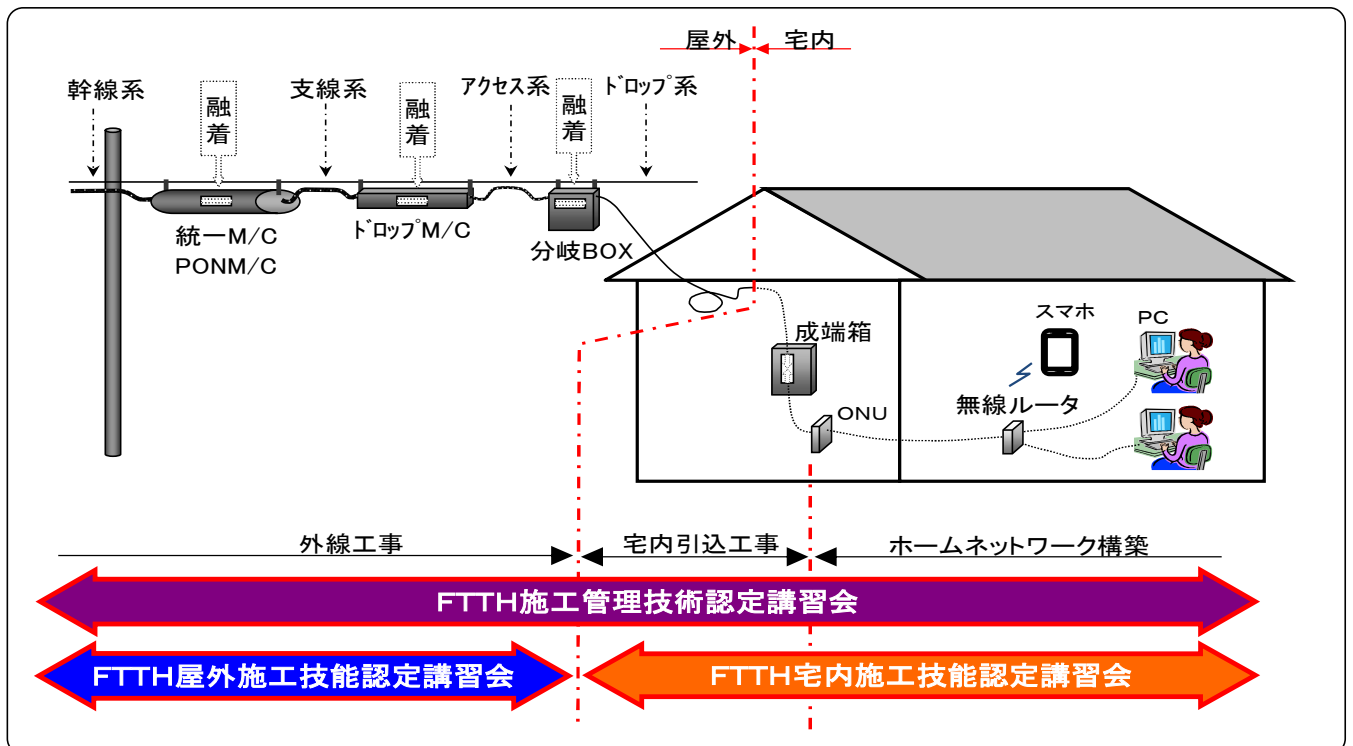 屋外 宅内
幹線系 融着 支線系 融着 アクセス系 融着 ドロップ系
統一M/C
PONM/C
ドロップM/C
分岐BOX
成端箱
ONU
スマホ
PC
無線ルータ
外線工事 宅内引込工事 ホームネットワーク構築
FTTH施工管理技術認定講習会
FTTH屋外施工技能認定講習会 FTTH宅内施工技能認定講習会